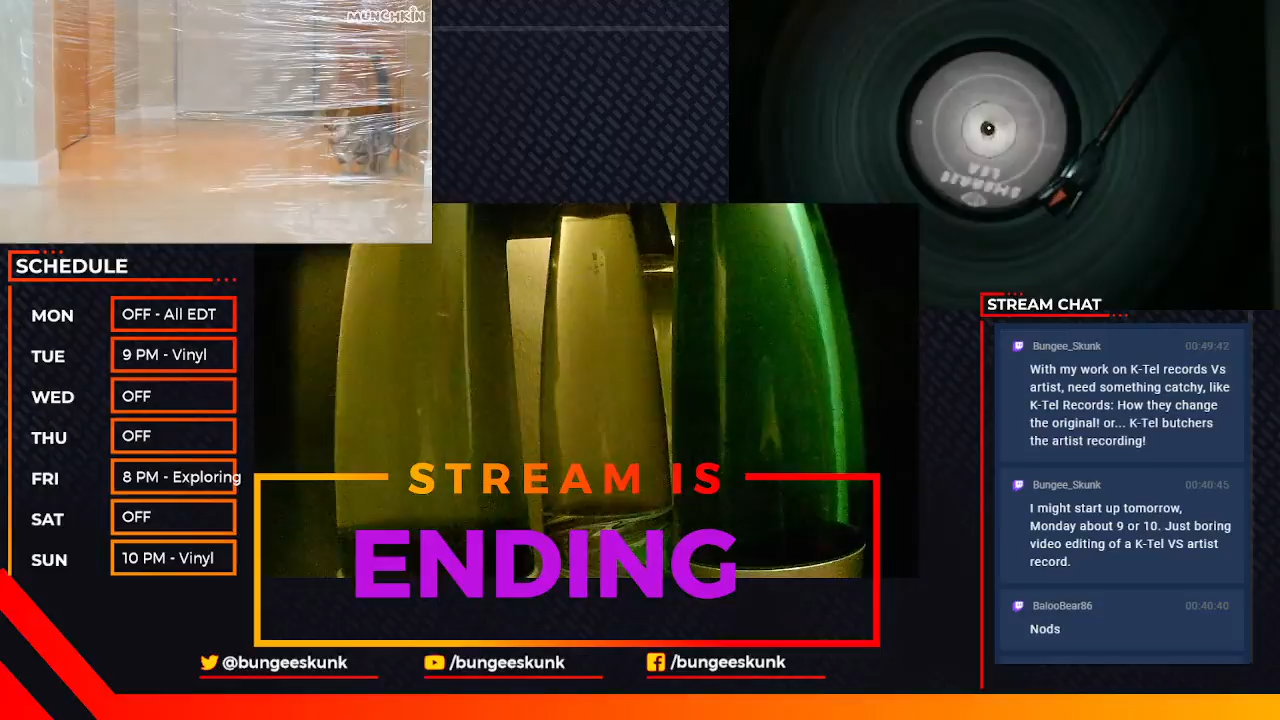 MUNCHKIN
SCHEDULE
MON
OFF - All EDT
TUE
9 PM - Vinyl
WED
OFF
THU
OFF
FRI
8 PM - Exploring
SAT
OFF
SUN
10 PM - Vinyl
STREAM IS
ENDING
@bungeeskunk
/bungeeskunk
/bungeeskunk
STREAM CHAT
Bungee_Skunk 00:49:42
With my work on K-Tel records Vs
artist, need something catchy, like
K-Tel Records: How they change
the original! or... K-Tel butchers
the artist recording!
Bungee_Skunk 00:40:45
I might start up tomorrow,
Monday about 9 or 10. Just boring
video editing of a K-Tel VS artist
record.
BalooBear86 00:40:40
Nods